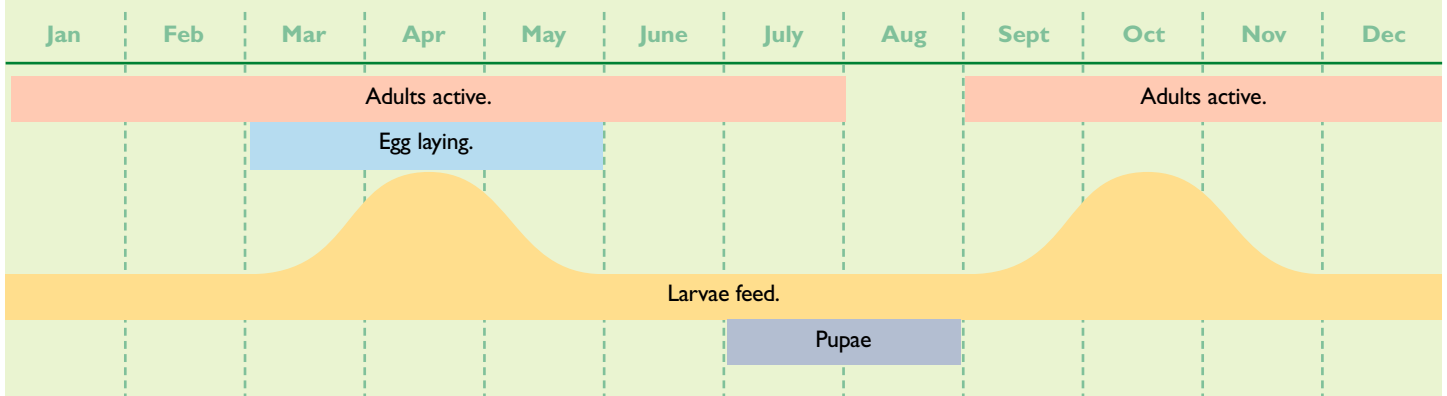 Jan Feb Mar Apr May June July Aug Sept Oct Nov Dec
Adults active. Adults active.
Egg laying.
Larvae feed.
Pupae